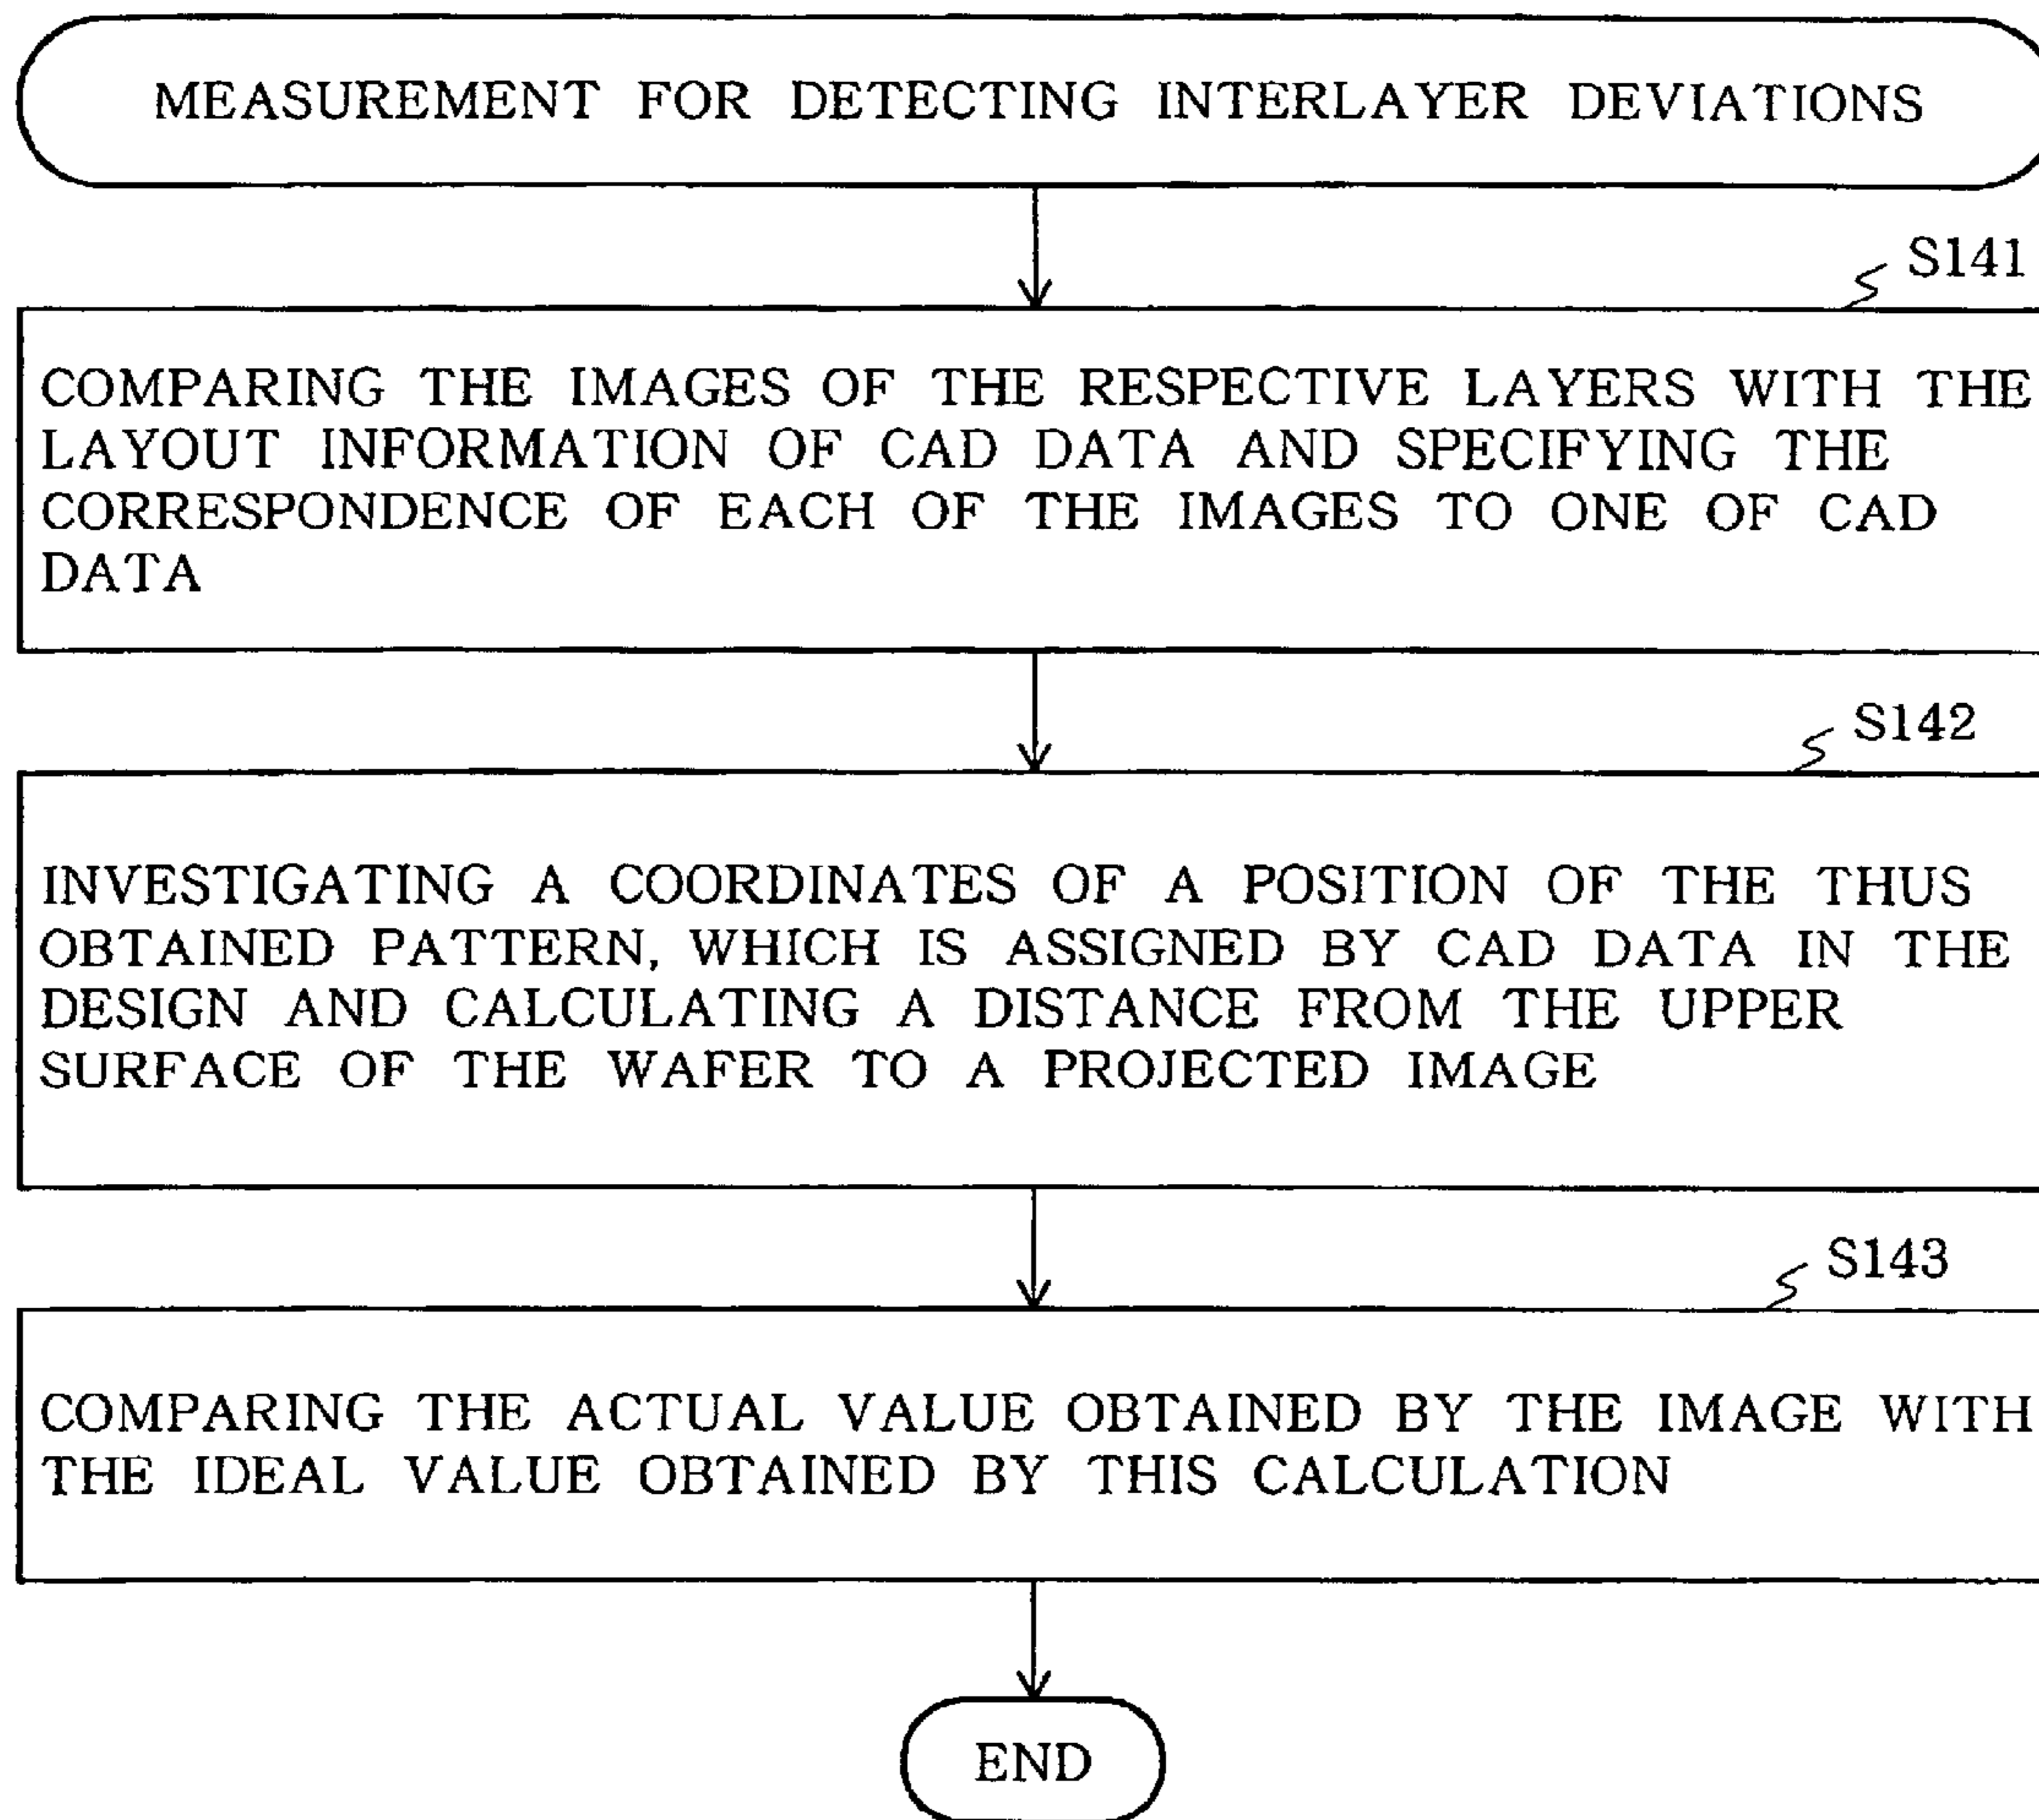 MEASUREMENT FOR DETECTING INTERLAYER DEVIATIONS
S141
COMPARING THE IMAGES OF THE RESPECTIVE LAYERS WITH THE
LAYOUT INFORMATION OF CAD DATA AND SPECIFYING THE
CORRESPONDENCE OF EACH OF THE IMAGES TO ONE OF CAD
DATA
S142
INVESTIGATING A COORDINATES OF A POSITION OF THE THUS
OBTAINED PATTERN, WHICH IS ASSIGNED BY CAD DATA IN THE
DESIGN AND CALCULATING A DISTANCE FROM THE UPPER
SURFACE OF THE WAFER TO A PROJECTED IMAGE
S143
COMPARING THE ACTUAL VALUE OBTAINED BY THE IMAGE WITH
THE IDEAL VALUE OBTAINED BY THIS CALCULATION
END